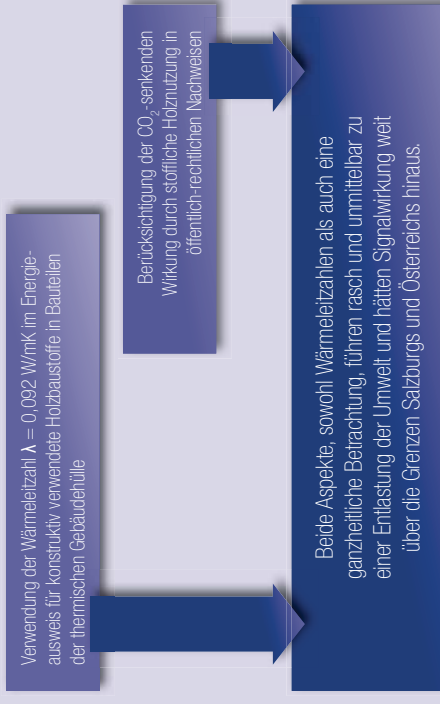 Verwendung der Wärmeleitzahl λ = 0,092 W/mK im Energie-
ausweis für konstruktiv verwendete Holzbaustoffe in Bauteilen
der thermischen Gebäudehülle
Berücksichtigung der CO₂-senkenden
Wirkung durch stoffliche Holznutzung in
öffentlich-rechtlichen Nachweisen
Beide Aspekte, sowohl Wärmeleitzahlen als auch eine
ganzheitliche Betrachtung, führen rasch und unmittelbar zu
einer Entlastung der Umwelt und hätten Signalwirkung weit
über die Grenzen Salzburgs und Österreichs hinaus.